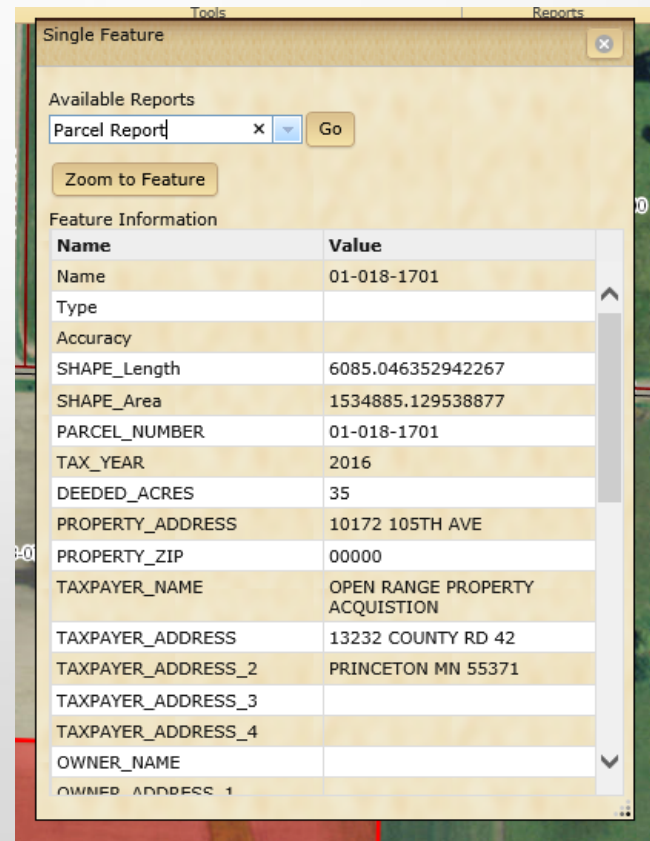 Tools Reports
Single Feature
Available Reports
Parcel Report × Go
Zoom to Feature
Feature Information
Name Value
Name 01-018-1701
Type
Accuracy
SHAPE_Length 6085.046352942267
SHAPE_Area 1534885.129538877
PARCEL_NUMBER 01-018-1701
TAX_YEAR 2016
DEEDED_ACRES 35
PROPERTY_ADDRESS 10172 105TH AVE
PROPERTY_ZIP 00000
TAXPAYER_NAME OPEN RANGE PROPERTY
ACQUISTION
TAXPAYER_ADDRESS 13232 COUNTY RD 42
TAXPAYER_ADDRESS_2 PRINCETON MN 55371
TAXPAYER_ADDRESS_3
TAXPAYER_ADDRESS_4
OWNER_NAME
OWNER_ADDRESS_1